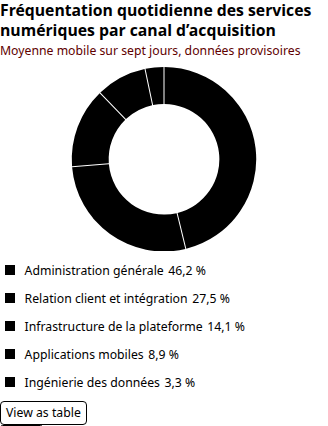 Fréquentation quotidienne des services
numériques par canal d’acquisition
Moyenne mobile sur sept jours, données provisoires
Administration générale 46,2 %
Relation client et intégration 27,5 %
Infrastructure de la plateforme 14,1 %
Applications mobiles 8,9 %
Ingénierie des données 3,3 %
View as table